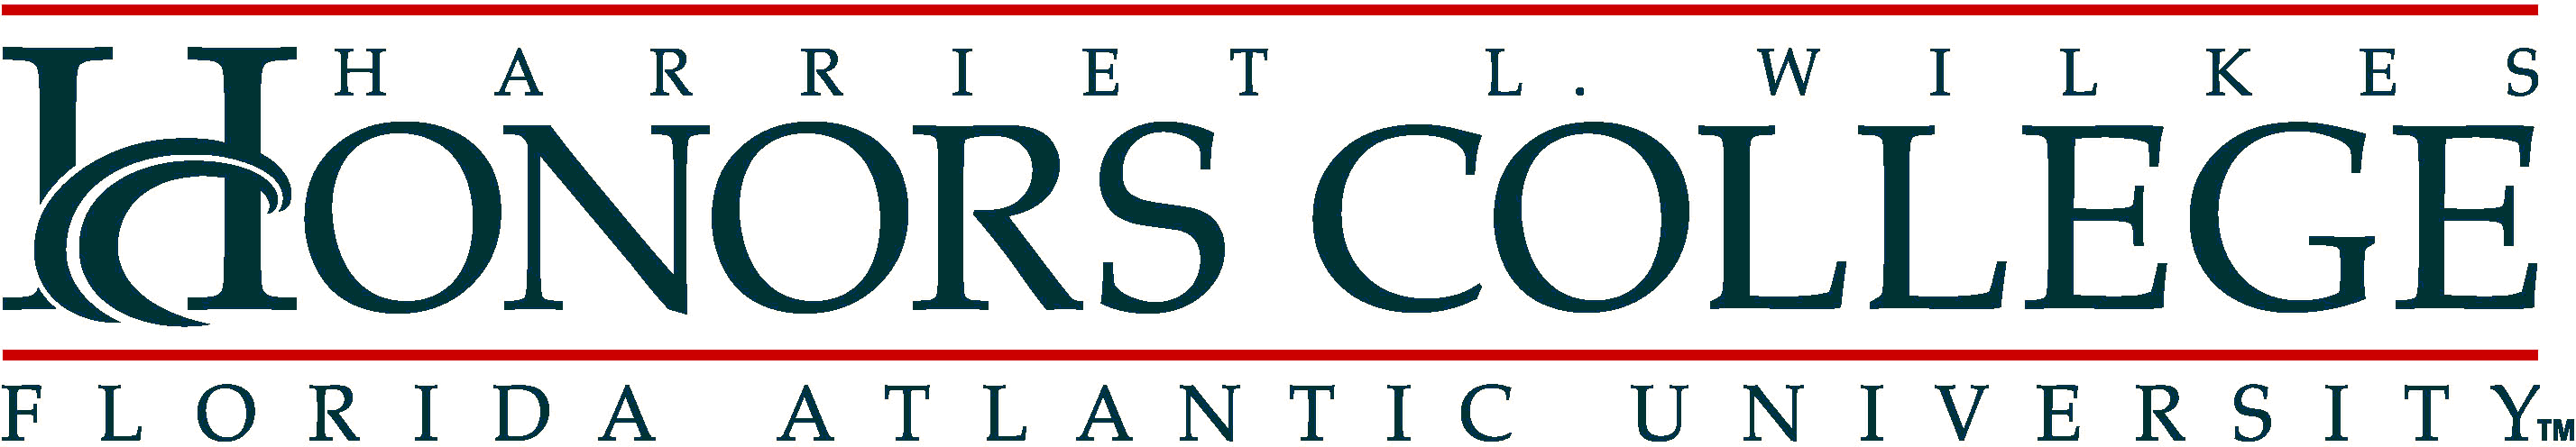 HARRIET L. WILKES
HONORS COLLEGE
FLORIDA ATLANTIC UNIVERSITY™